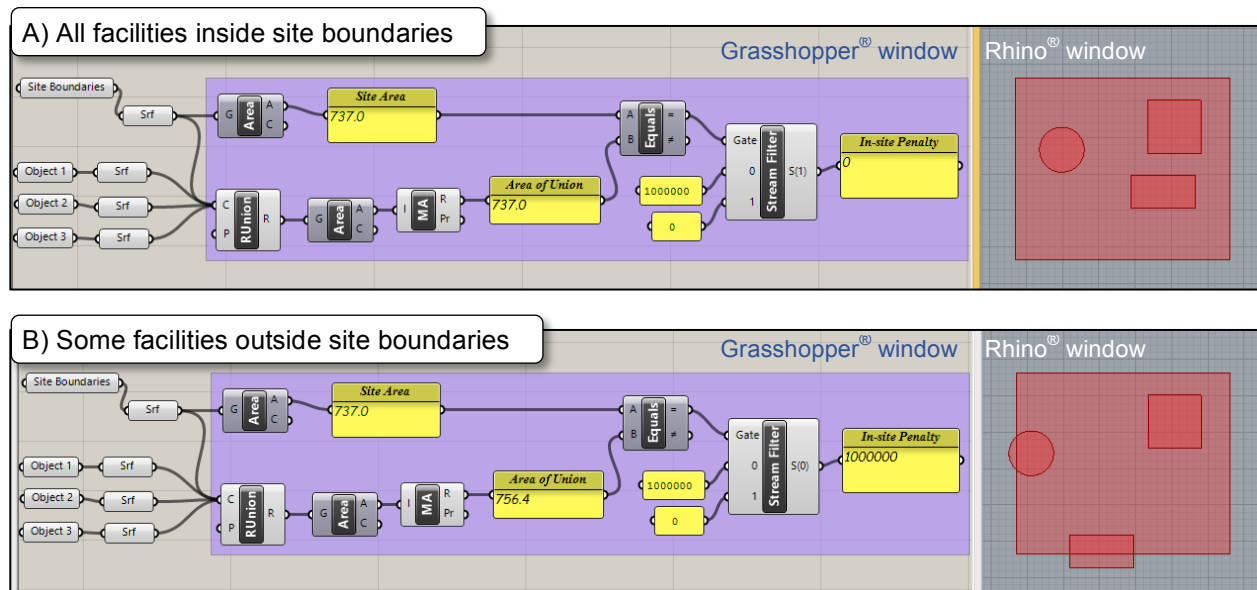 A) All facilities inside site boundaries
Grasshopper® window
Rhino® window
Site Boundaries
Srf
G
Area
A
C
Site Area
737.0
A
B
Equals
=
≠
Gate
0
1
Stream Filter
S(1)
In-site Penalty
0
Object 1
Srf
Object 2
Srf
Object 3
Srf
C
P
RUnion
R
G
Area
A
C
I
MA
R
Pr
Area of Union
737.0
1000000
0
B) Some facilities outside site boundaries
Grasshopper® window
Rhino® window
Site Boundaries
Srf
G
Area
A
C
Site Area
737.0
A
B
Equals
=
≠
Gate
0
1
Stream Filter
S(0)
In-site Penalty
1000000
Object 1
Srf
Object 2
Srf
Object 3
Srf
C
P
RUnion
R
G
Area
A
C
I
MA
R
Pr
Area of Union
756.4
1000000
0